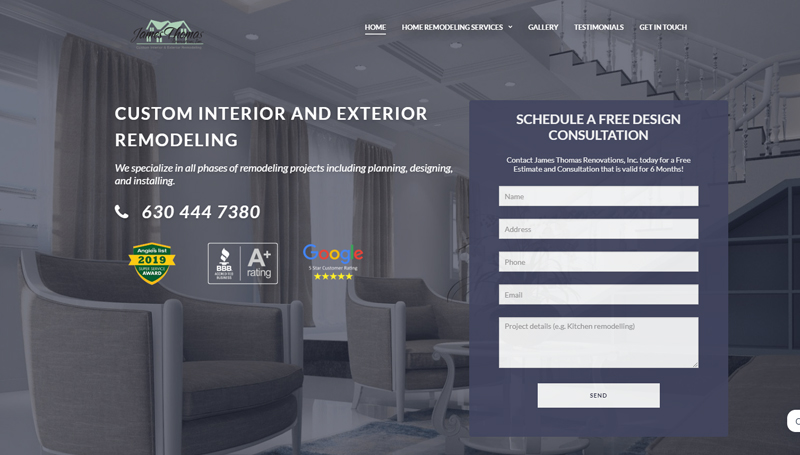 James Thomas
HOME
HOME REMODELING SERVICES
GALLERY
TESTIMONIALS
GET IN TOUCH
CUSTOM INTERIOR AND EXTERIOR
REMODELING
We specialize in all phases of remodeling projects including planning, designing,
and installing.
630 444 7380
Angie's list
2019
SUPER SERVICE
AWARD
BBB
ACCREDITED
BUSINESS
A+
rating
Google
5 Star Customer Rating
SCHEDULE A FREE DESIGN
CONSULTATION
Contact James Thomas Renovations, Inc. today for a Free
Estimate and Consultation that is valid for 6 Months!
Name
Address
Phone
Email
Project details (e.g. Kitchen remodelling)
SEND